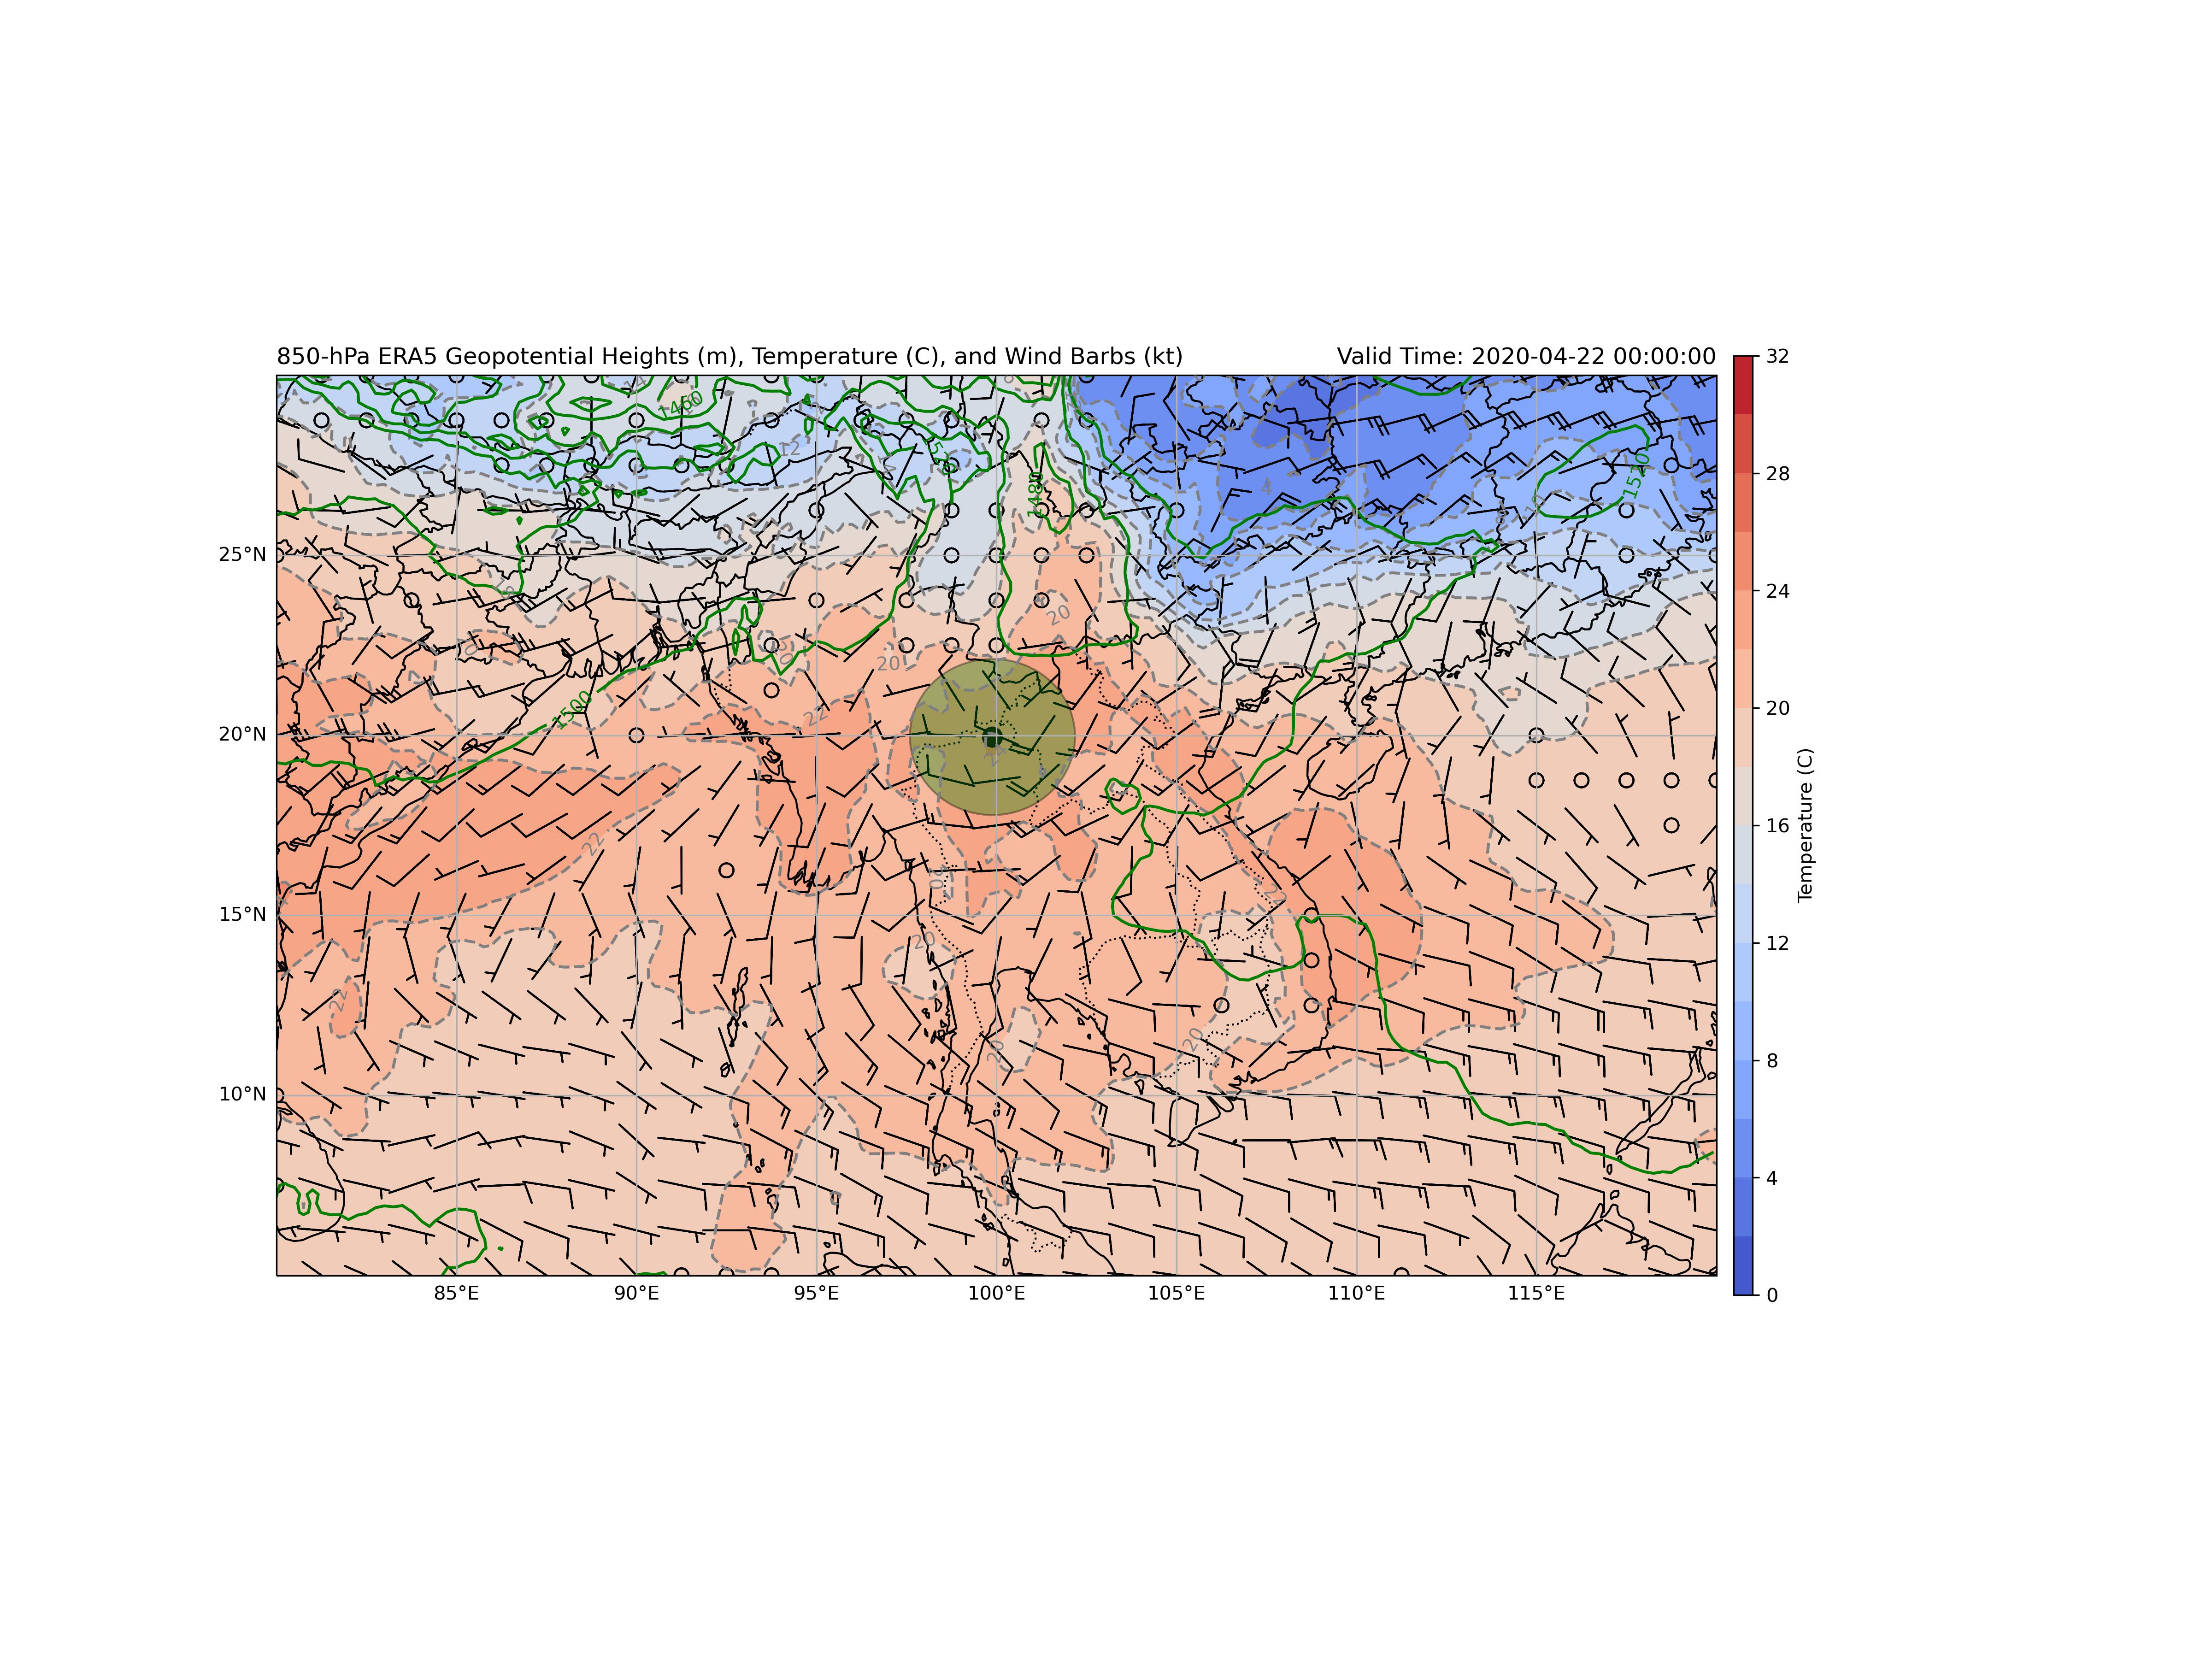 850-hPa ERA5 Geopotential Heights (m), Temperature (C), and Wind Barbs (kt)
Valid Time: 2020-04-22 00:00:00
32
28
24
20
16
12
8
4
0
Temperature (C)
25°N
20°N
15°N
10°N
85°E
90°E
95°E
100°E
105°E
110°E
115°E
1460
12
1480
1520
4
20
20
22
1500
22
20
20
22
20
20